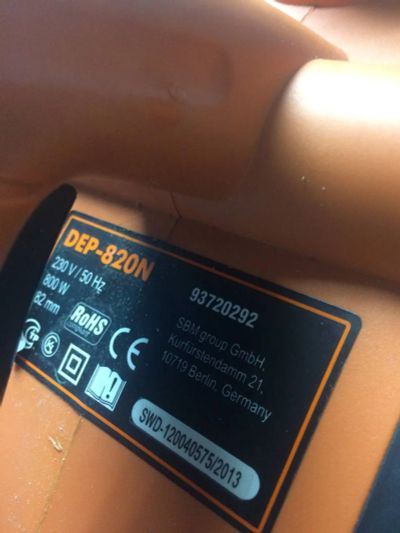 DEP-820N
230 V / 50 Hz
800 W
82 mm
RoHS
CE
93720292
SBM group GmbH,
Kurfürstendamm 21,
10719 Berlin, Germany
SWD-120040575/2013